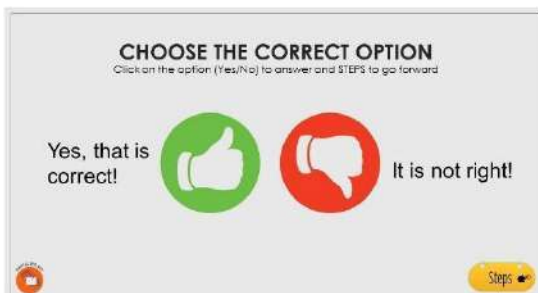 CHOOSE THE CORRECT OPTION
Click on the option (Yes/No) to answer and STEPS to go forward
Yes, that is
correct!
It is not right!
Steps